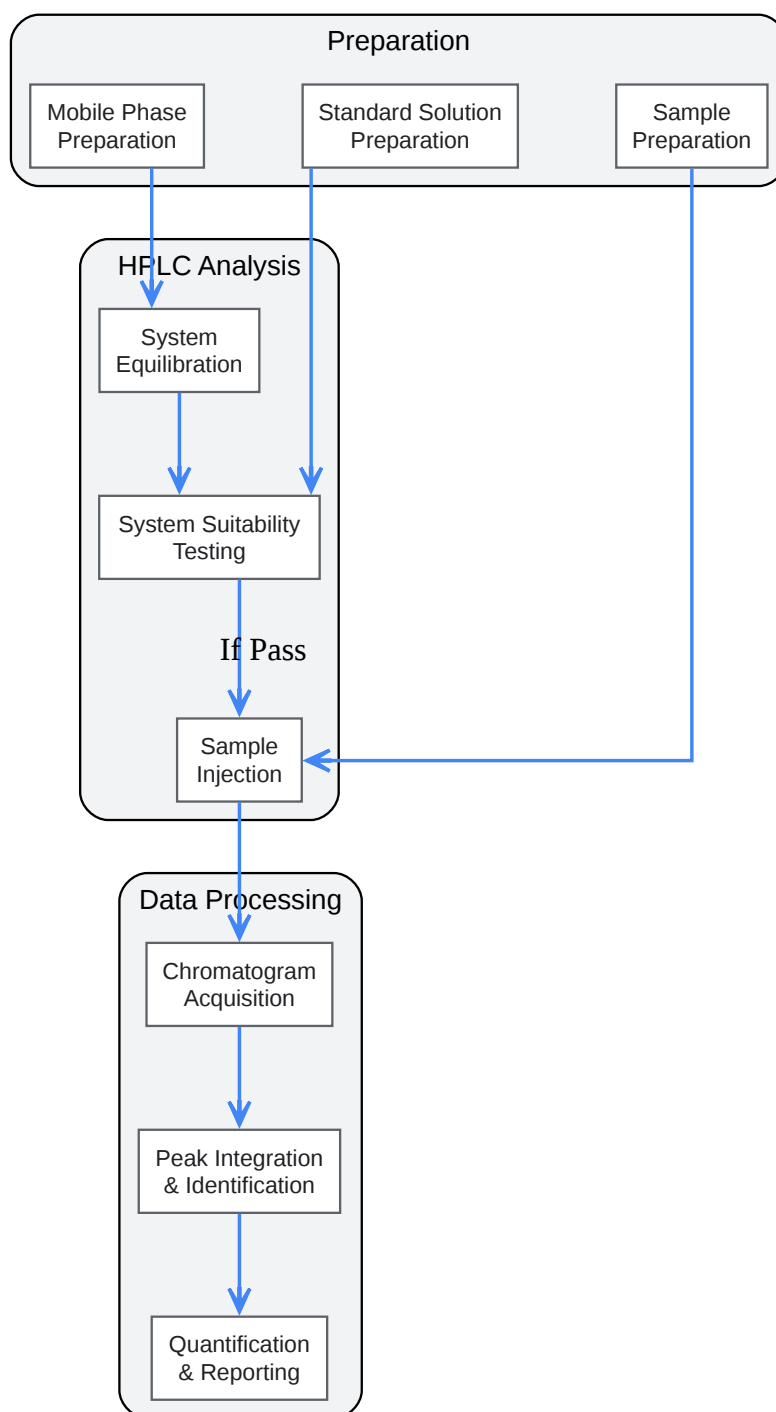 Preparation
Mobile Phase
Preparation
Standard Solution
Preparation
Sample
Preparation
HPLC Analysis
System
Equilibration
System Suitability
Testing
If Pass
Sample
Injection
Data Processing
Chromatogram
Acquisition
Peak Integration
& Identification
Quantification
& Reporting